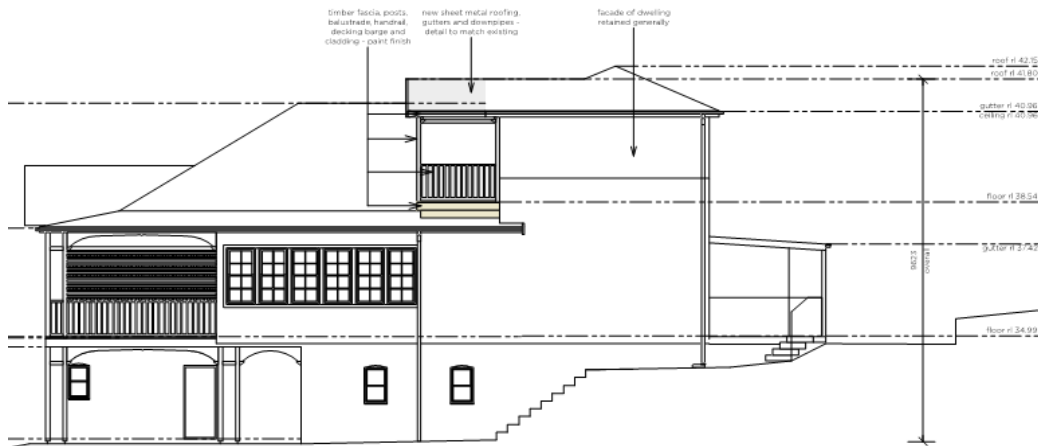 timber fascia, posts,
balustrade, handrail,
decking barge and
cladding - paint finish
new sheet metal roofing,
gutters and downpipes -
detail to match existing
facade of dwelling
retained generally
roof rl 42.15
roof rl 41.80
gutter rl 40.96
ceiling rl 40.96
floor rl 38.54
gutter rl 37.42
9823
overall
floor rl 34.99